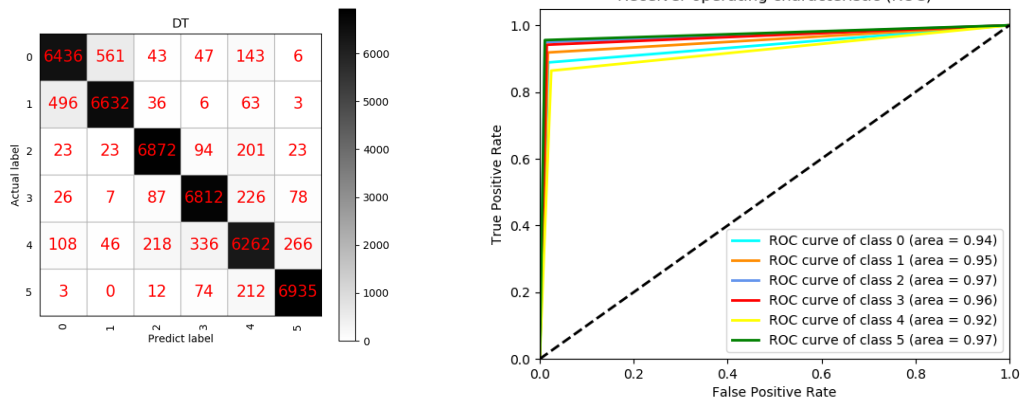 DT
0 6436 561 43 47 143 6
1 496 6632 36 6 63 3
2 23 23 6872 94 201 23
3 26 7 87 6812 226 78
4 108 46 218 336 6262 266
5 3 0 12 74 212 6935
0 1 2 3 4 5
Actual label
Predict label
6000
5000
4000
3000
2000
1000
0
Receiver operating characteristic (ROC)
1.0
0.8
0.6
0.4
0.2
0.0
True Positive Rate
ROC curve of class 0 (area = 0.94)
ROC curve of class 1 (area = 0.95)
ROC curve of class 2 (area = 0.97)
ROC curve of class 3 (area = 0.96)
ROC curve of class 4 (area = 0.92)
ROC curve of class 5 (area = 0.97)
0.0 0.2 0.4 0.6 0.8 1.0
False Positive Rate